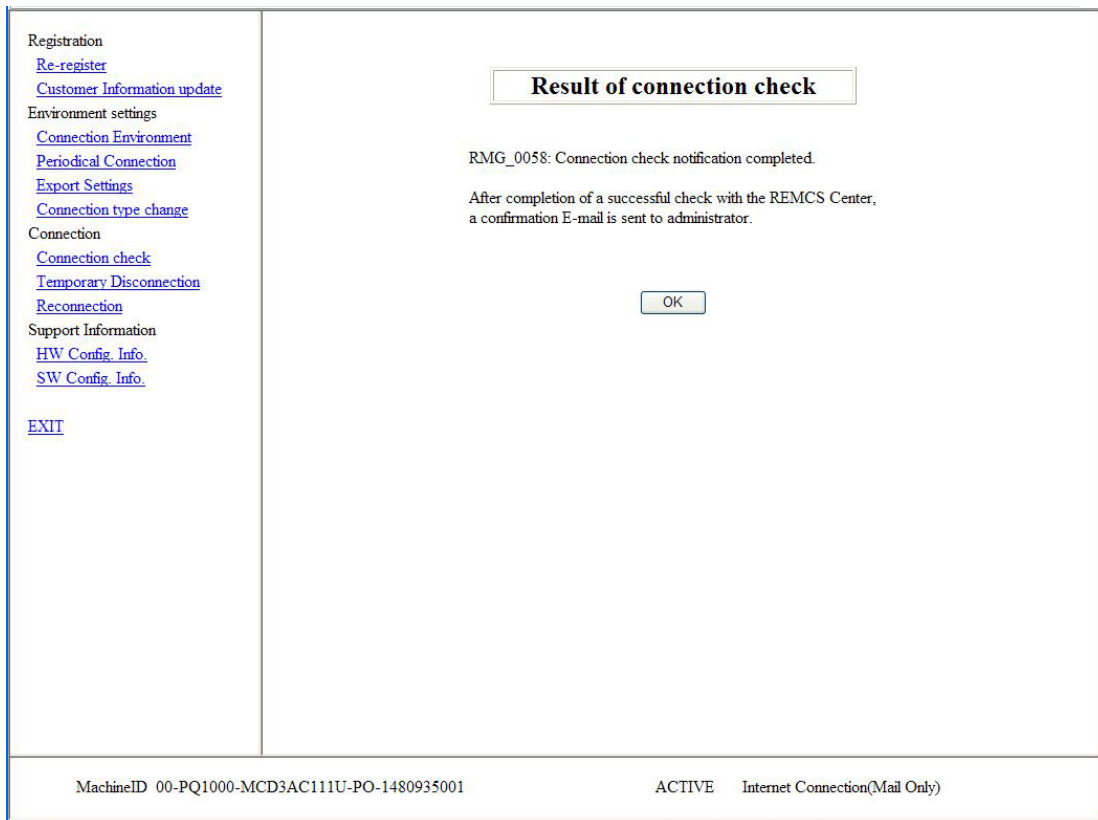 Registration
Re-register
Customer Information update
Environment settings
Connection Environment
Periodical Connection
Export Settings
Connection type change
Connection
Connection check
Temporary Disconnection
Reconnection
Support Information
HW Config. Info.
SW Config. Info.
EXIT
Result of connection check
RMG_0058: Connection check notification completed.
After completion of a successful check with the REMCS Center,
a confirmation E-mail is sent to administrator.
OK
MachineID 00-PQ1000-MCD3AC111U-PO-1480935001 ACTIVE Internet Connection(Mail Only)